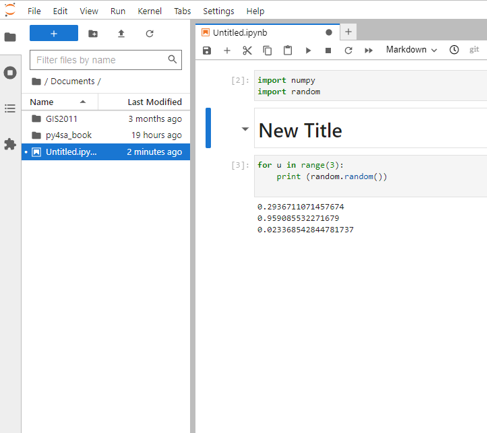 File Edit View Run Kernel Tabs Settings Help
Filter files by name
/ Documents /
Name Last Modified
GIS2011 3 months ago
py4sa_book 19 hours ago
Untitled.ipy... 2 minutes ago
Untitled.ipynb
Markdown git
[2]: import numpy
import random
New Title
[3]: for u in range(3):
print (random.random())
0.2936711071457674
0.959085532271679
0.023368542844781737